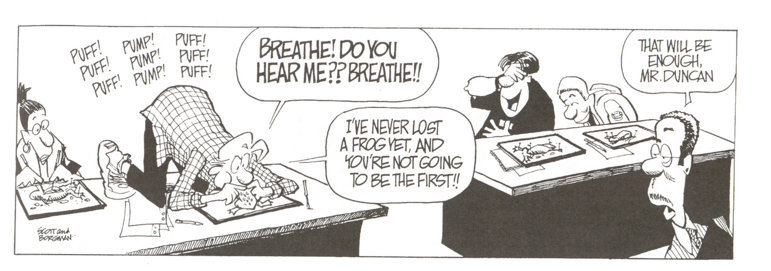 PUFF! PUMP! PUFF!
PUFF! PUMP! PUFF!
PUFF! PUMP! PUFF!
BREATHE! DO YOU
HEAR ME?? BREATHE!!
I'VE NEVER LOST
A FROG YET, AND
YOU'RE NOT GOING
TO BE THE FIRST!!
THAT WILL BE
ENOUGH,
MR. DUNCAN
SCOTT and
BORGMAN